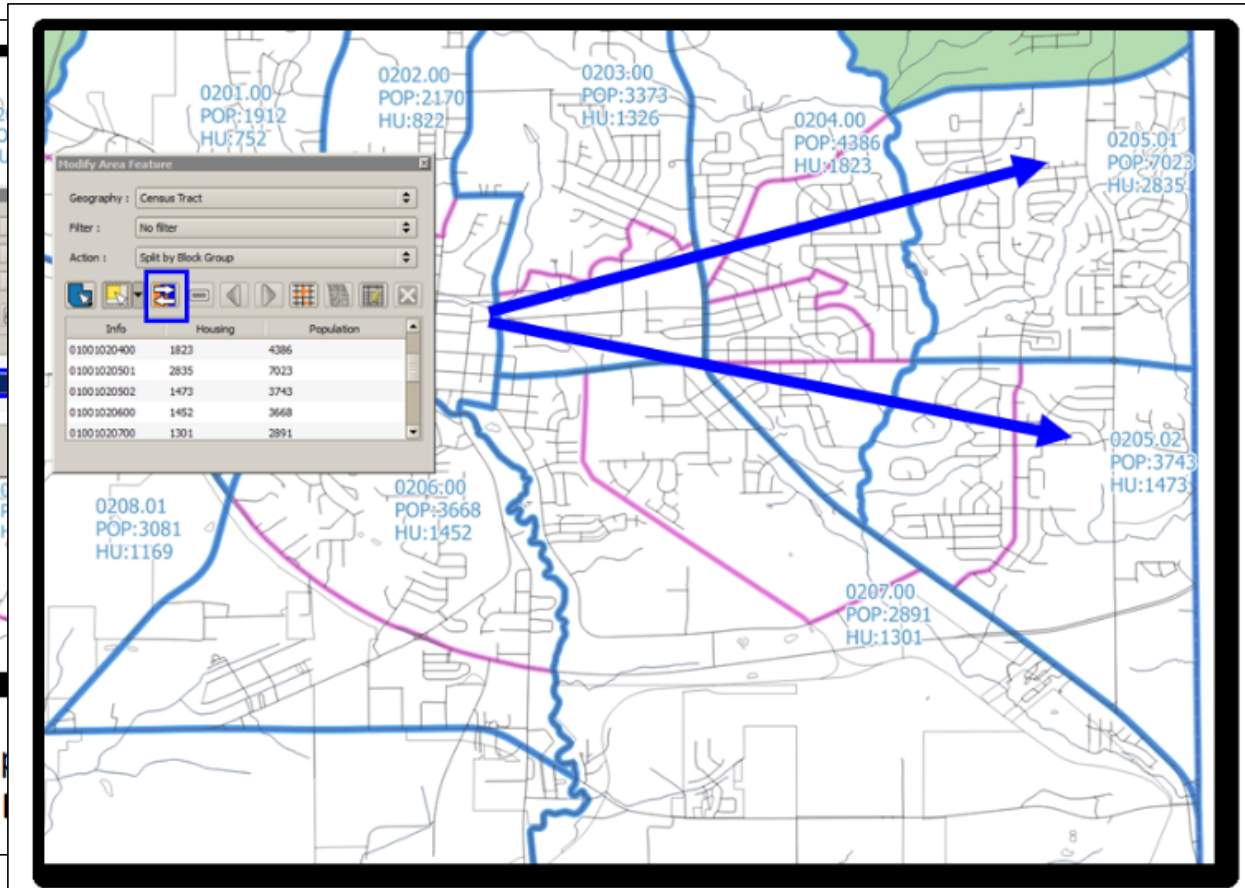 0201.00
POP:1912
HU:752
0202.00
POP:2170
HU:822
0203.00
POP:3373
HU:1326
0204.00
POP:4386
HU:1823
0205.01
POP:7023
HU:2835
Modify Area Feature
Geography : Census Tract
Filter : No filter
Action : Split by Block Group
Info Housing Population
01001020400 1823 4386
01001020501 2835 7023
01001020502 1473 3743
01001020600 1452 3668
01001020700 1301 2891
0205.02
POP:3743
HU:1473
0206.00
POP:3668
HU:1452
0208.01
POP:3081
HU:1169
0207.00
POP:2891
HU:1301